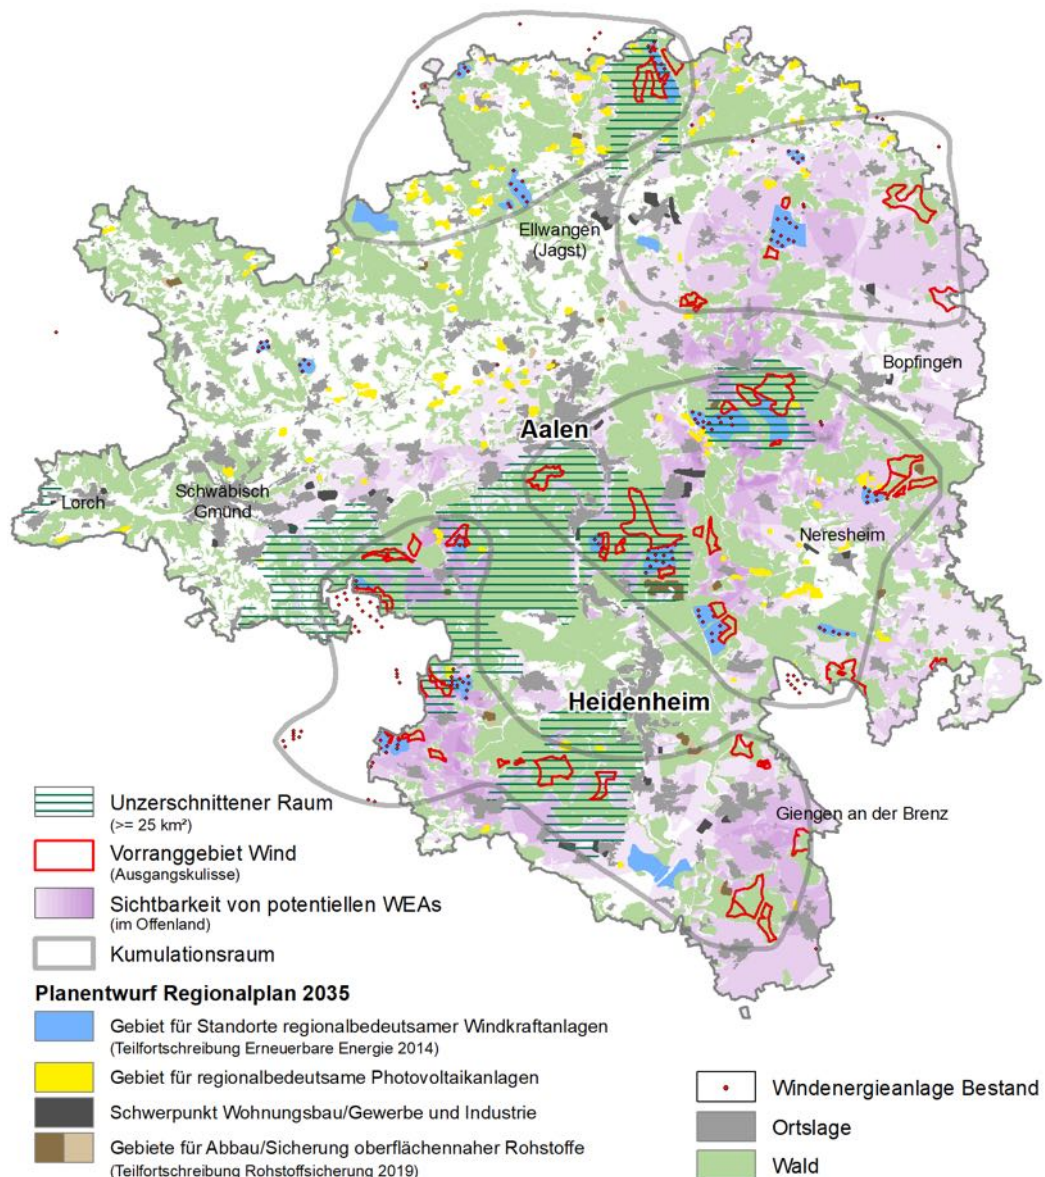 Ellwangen
(Jagst)
Bopfingen
Aalen
Lorch
Schwäbisch
Gmünd
Neresheim
Heidenheim
Giengen an der Brenz
Unzerschnittener Raum
(>= 25 km²)
Vorranggebiet Wind
(Ausgangskulisse)
Sichtbarkeit von potentiellen WEAs
(im Offenland)
Kumulationsraum
Planentwurf Regionalplan 2035
Gebiet für Standorte regionalbedeutsamer Windkraftanlagen
(Teilfortschreibung Erneuerbare Energie 2014)
Gebiet für regionalbedeutsame Photovoltaikanlagen
Schwerpunkt Wohnungsbau/Gewerbe und Industrie
Gebiete für Abbau/Sicherung oberflächennaher Rohstoffe
(Teilfortschreibung Rohstoffsicherung 2019)
Windenergieanlage Bestand
Ortslage
Wald